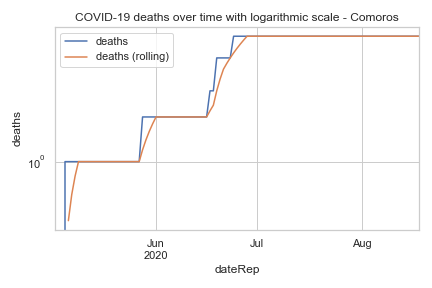 COVID-19 deaths over time with logarithmic scale - Comoros
deaths
deaths (rolling)
deaths
10⁰
Jun
2020
Jul
Aug
dateRep